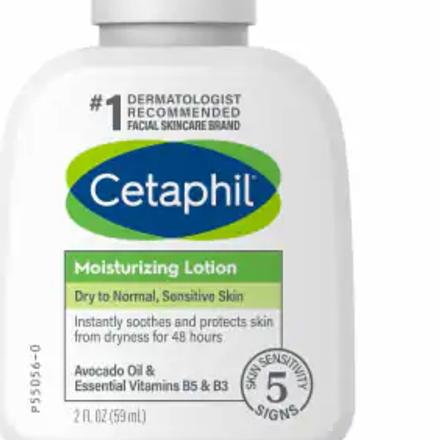 #1 DERMATOLOGIST
RECOMMENDED
FACIAL SKINCARE BRAND
Cetaphil
Moisturizing Lotion
Dry to Normal, Sensitive Skin
Instantly soothes and protects skin
from dryness for 48 hours
Avocado Oil &
Essential Vitamins B5 & B3
2 FL OZ (59 mL)
SKIN SENSITIVITY
5
SIGNS
P55056-0